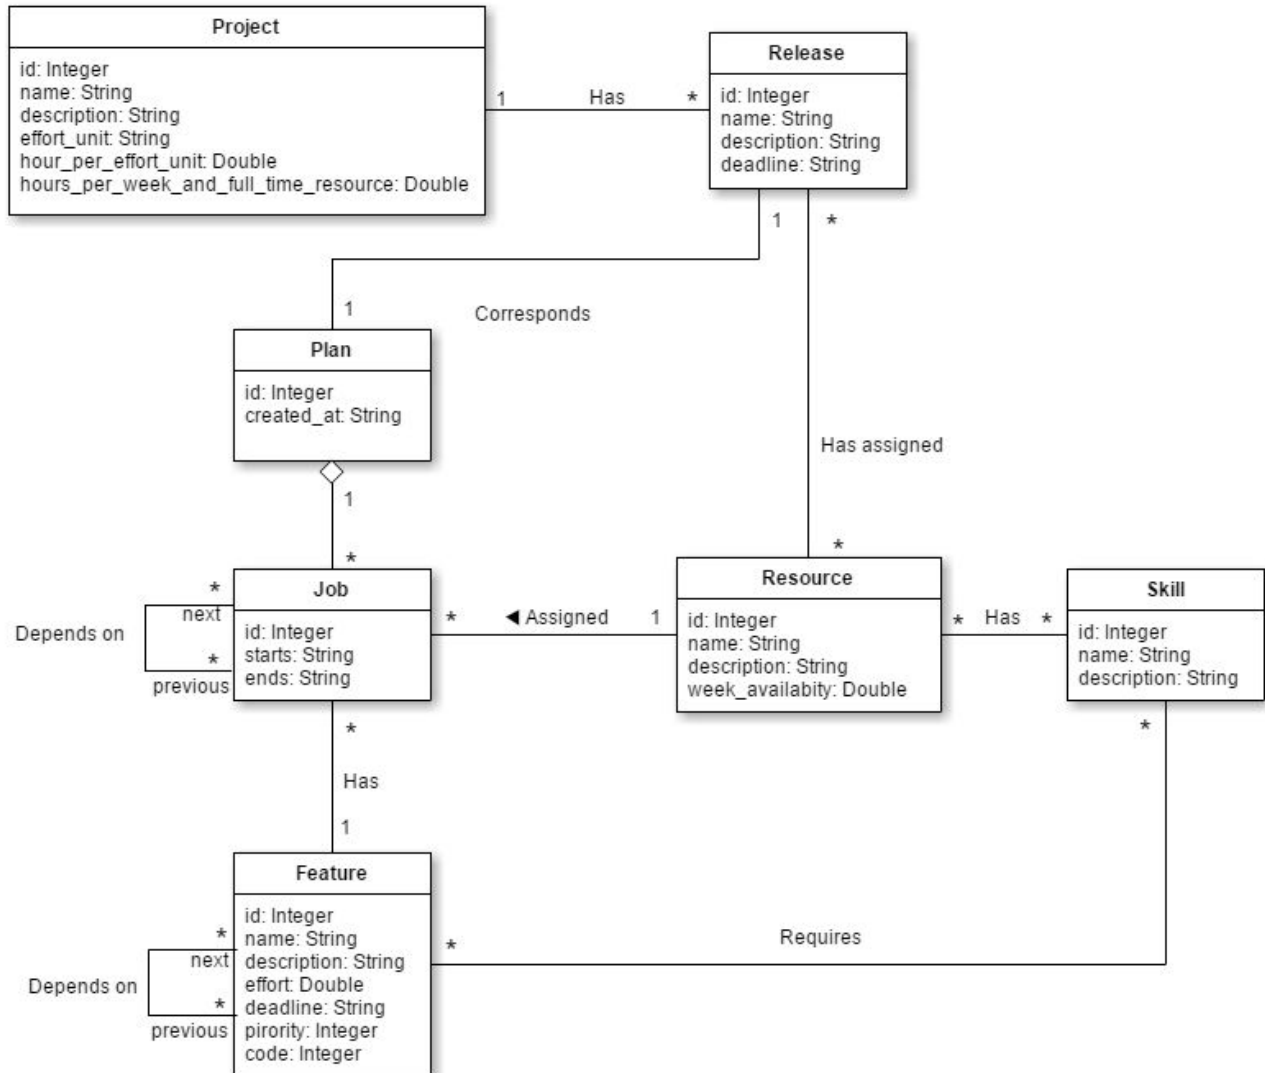 Project
id: Integer
name: String
description: String
effort_unit: String
hour_per_effort_unit: Double
hours_per_week_and_full_time_resource: Double
1 Has *
Release
id: Integer
name: String
description: String
deadline: String
1 *
1
Corresponds
Plan
id: Integer
created_at: String
1
Has assigned
*
*
Job
id: Integer
starts: String
ends: String
*
next
Depends on
*
previous
* ◄ Assigned 1
Resource
id: Integer
name: String
description: String
week_availabity: Double
* Has *
Skill
id: Integer
name: String
description: String
*
*
Has
1
Feature
id: Integer
name: String
description: String
effort: Double
deadline: String
pirority: Integer
code: Integer
*
next
Depends on
*
previous
*
Requires